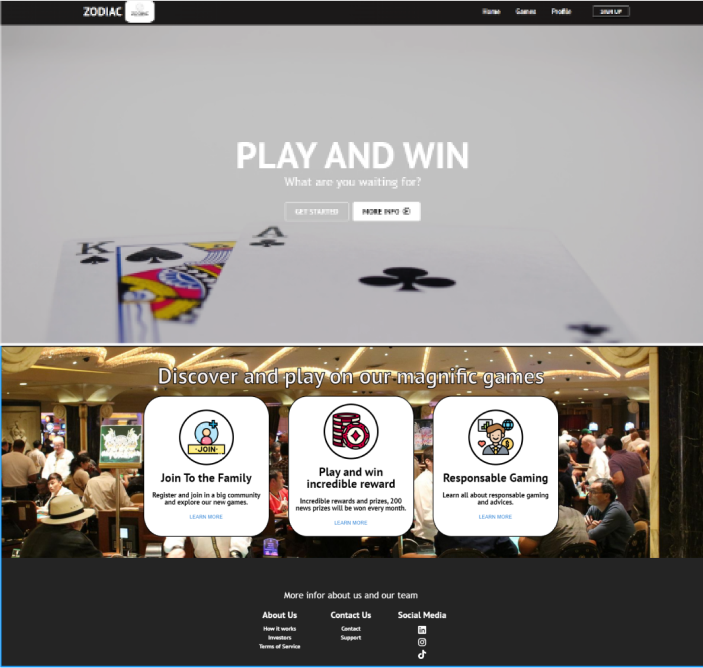 ZODIAC
Home Games Profile SIGN UP
PLAY AND WIN
What are you waiting for?
GET STARTED MORE INFO
K
A
Discover and play on our magnific games
JOIN
Join To the Family
Register and join in a big community
and explore our new games.
LEARN MORE
Play and win
incredible reward
Incredible rewards and prizes, 200
news prizes will be won every month.
LEARN MORE
Responsable Gaming
Learn all about responsable gaming
and advices.
LEARN MORE
More infor about us and our team
About Us
How it works
Investors
Terms of Service
Contact Us
Contact
Support
Social Media